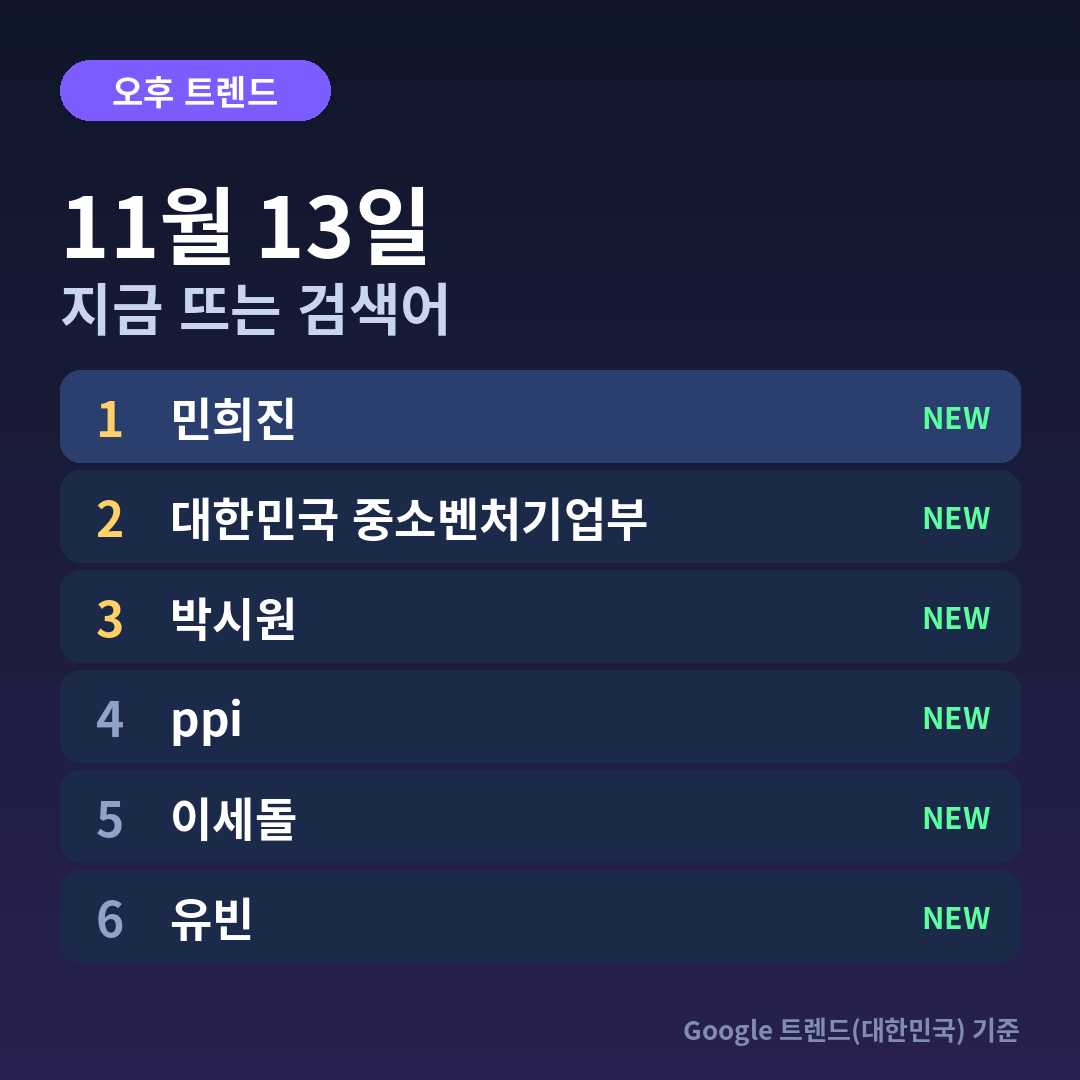 오후 트렌드
11월 13일
지금 뜨는 검색어
1 민희진 NEW
2 대한민국 중소벤처기업부 NEW
3 박시원 NEW
4 ppi NEW
5 이세돌 NEW
6 유빈 NEW
Google 트렌드(대한민국) 기준